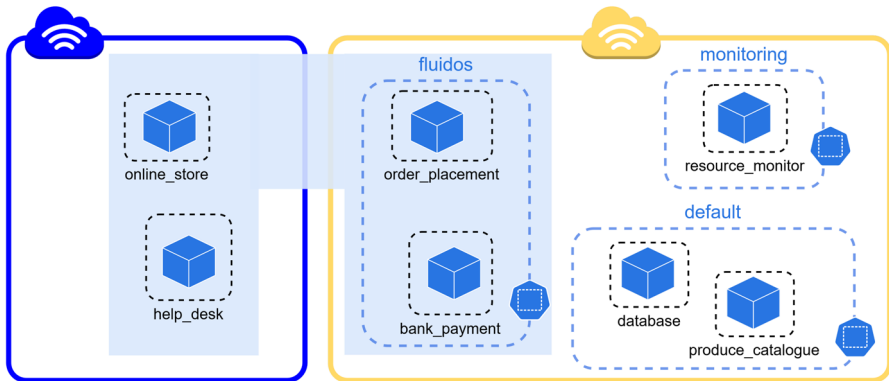 fluidos
monitoring
online_store
order_placement
resource_monitor
default
help_desk
bank_payment
database
produce_catalogue